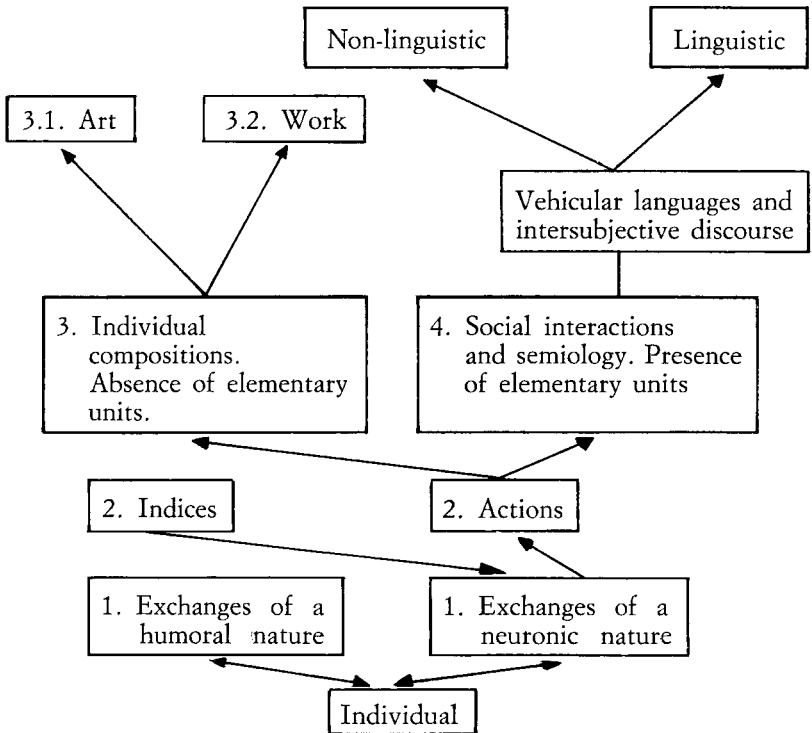 Non-linguistic
Linguistic
3.1. Art
3.2. Work
Vehicular languages and
intersubjective discourse
3. Individual
compositions.
Absence of elementary
units.
4. Social interactions
and semiology. Presence
of elementary units
2. Indices
2. Actions
1. Exchanges of a
humoral nature
1. Exchanges of a
neuronic nature
Individual